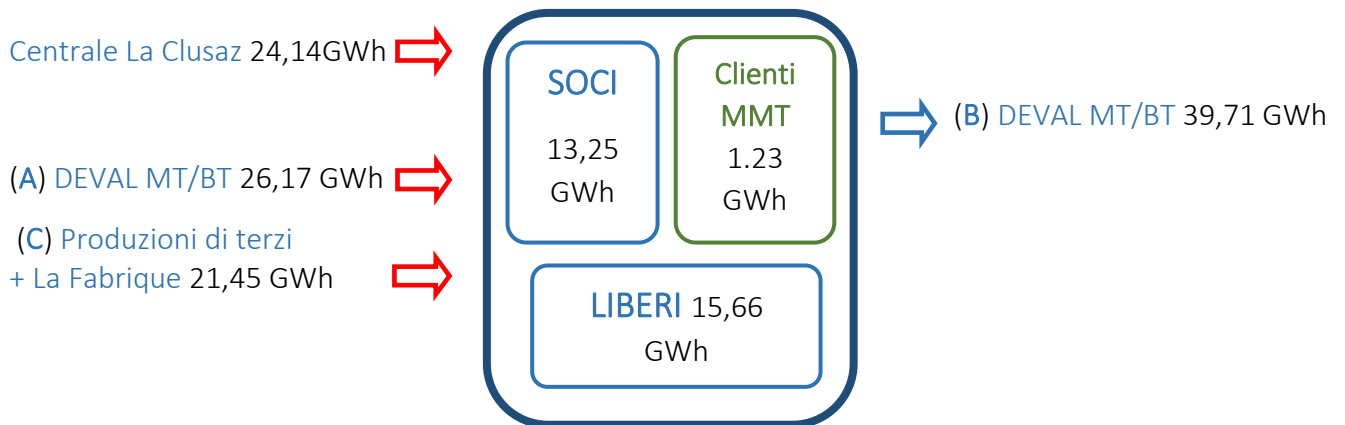 Centrale La Clusaz 24,14GWh
(A) DEVAL MT/BT 26,17 GWh
(C) Produzioni di terzi
+ La Fabrique 21,45 GWh
SOCI
13,25
GWh
Clienti
MMT
1.23
GWh
LIBERI 15,66
GWh
(B) DEVAL MT/BT 39,71 GWh